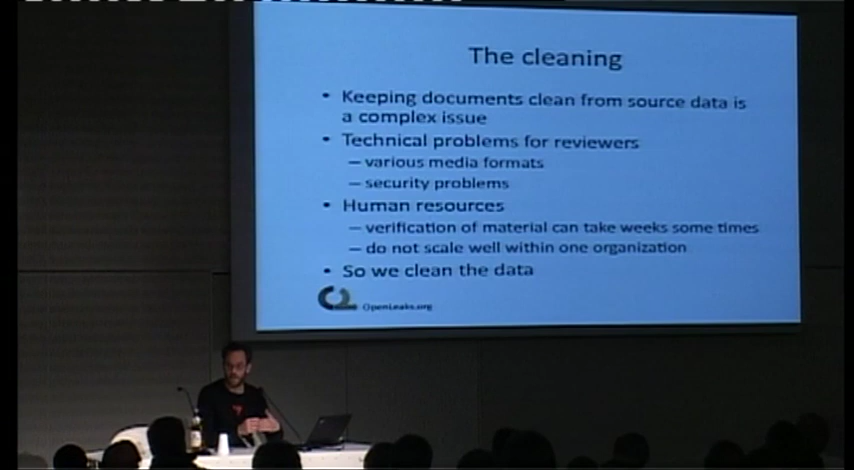 The cleaning
• Keeping documents clean from source data is
a complex issue
• Technical problems for reviewers
– various media formats
– security problems
• Human resources
– verification of material can take weeks some times
– do not scale well within one organization
• So we clean the data
OpenLeaks.org